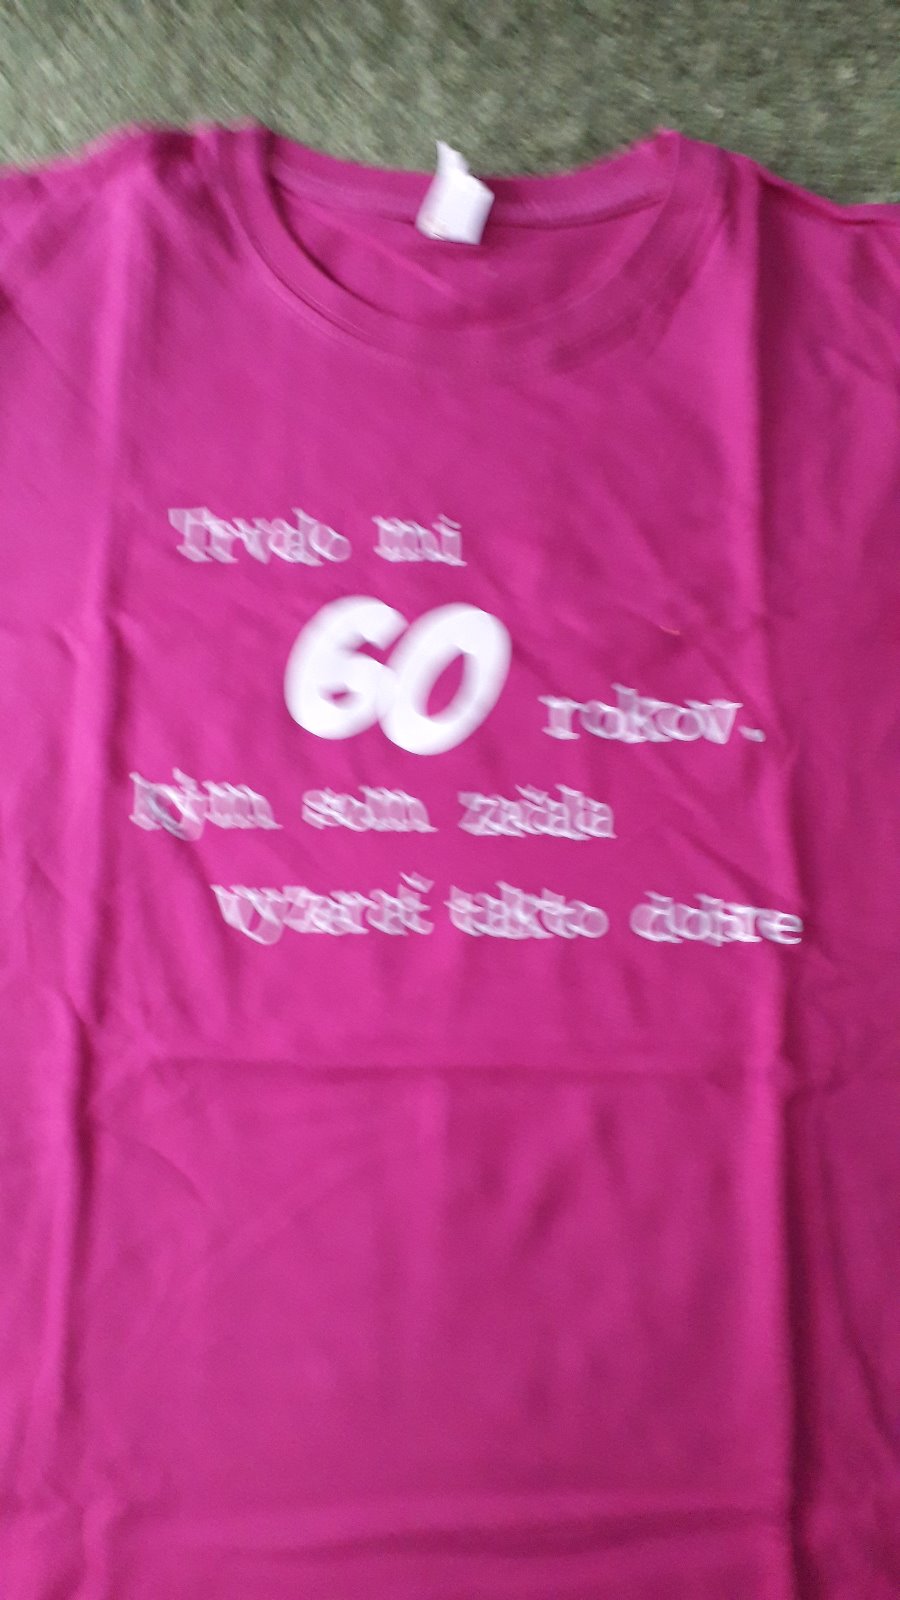 Trvalo mi
60 rokov.
kým som začala
vyzerať takto dobre